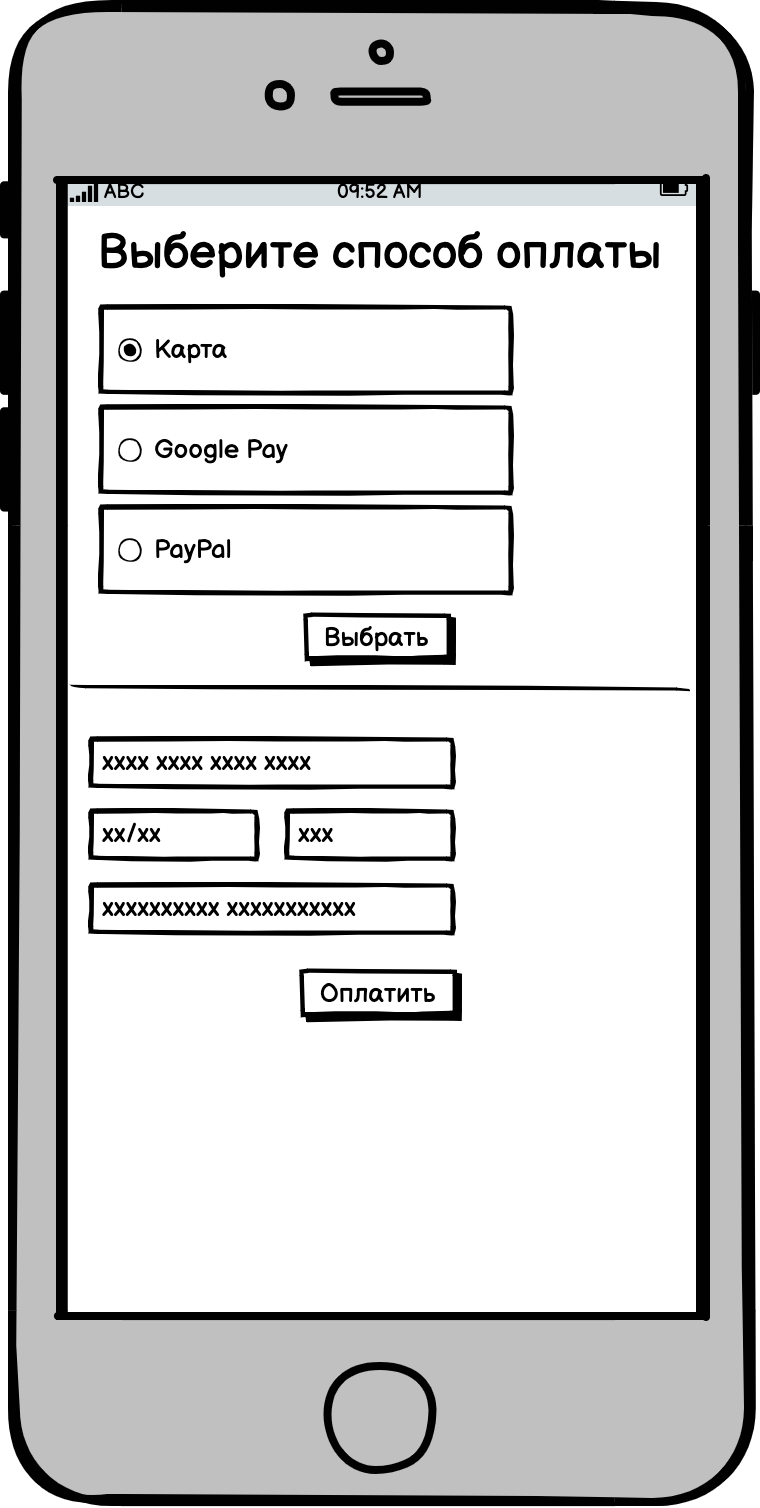 ABC 09:52 AM
Выберите способ оплаты
Карта
Google Pay
PayPal
Выбрать
xxxx xxxx xxxx xxxx
xx/xx xxx
xxxxxxxxxx xxxxxxxxxxx
Оплатить